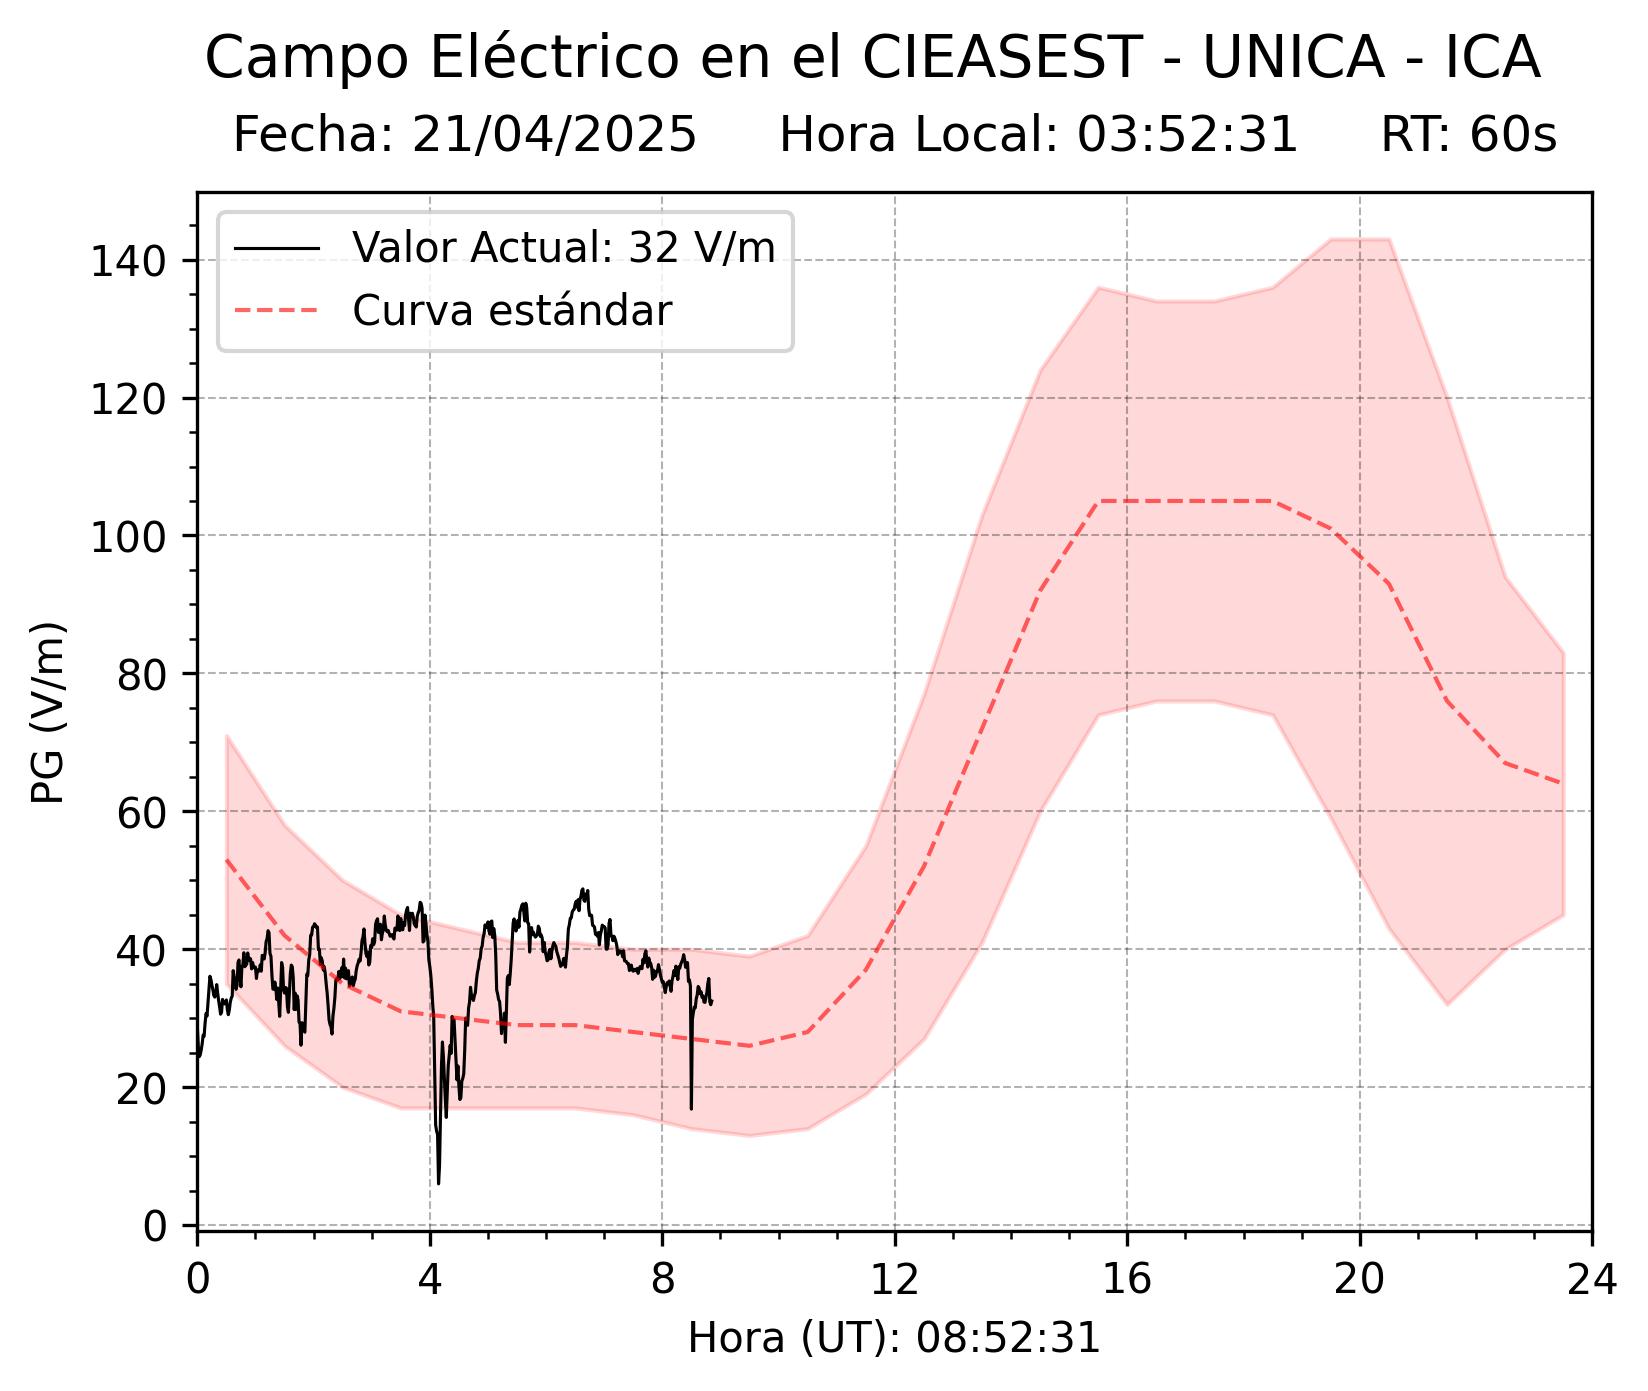 Campo Eléctrico en el CIEASEST - UNICA - ICA
Fecha: 21/04/2025 Hora Local: 03:52:31 RT: 60s
Valor Actual: 32 V/m
Curva estándar
PG (V/m)
140
120
100
80
60
40
20
0
0 4 8 12 16 20 24
Hora (UT): 08:52:31